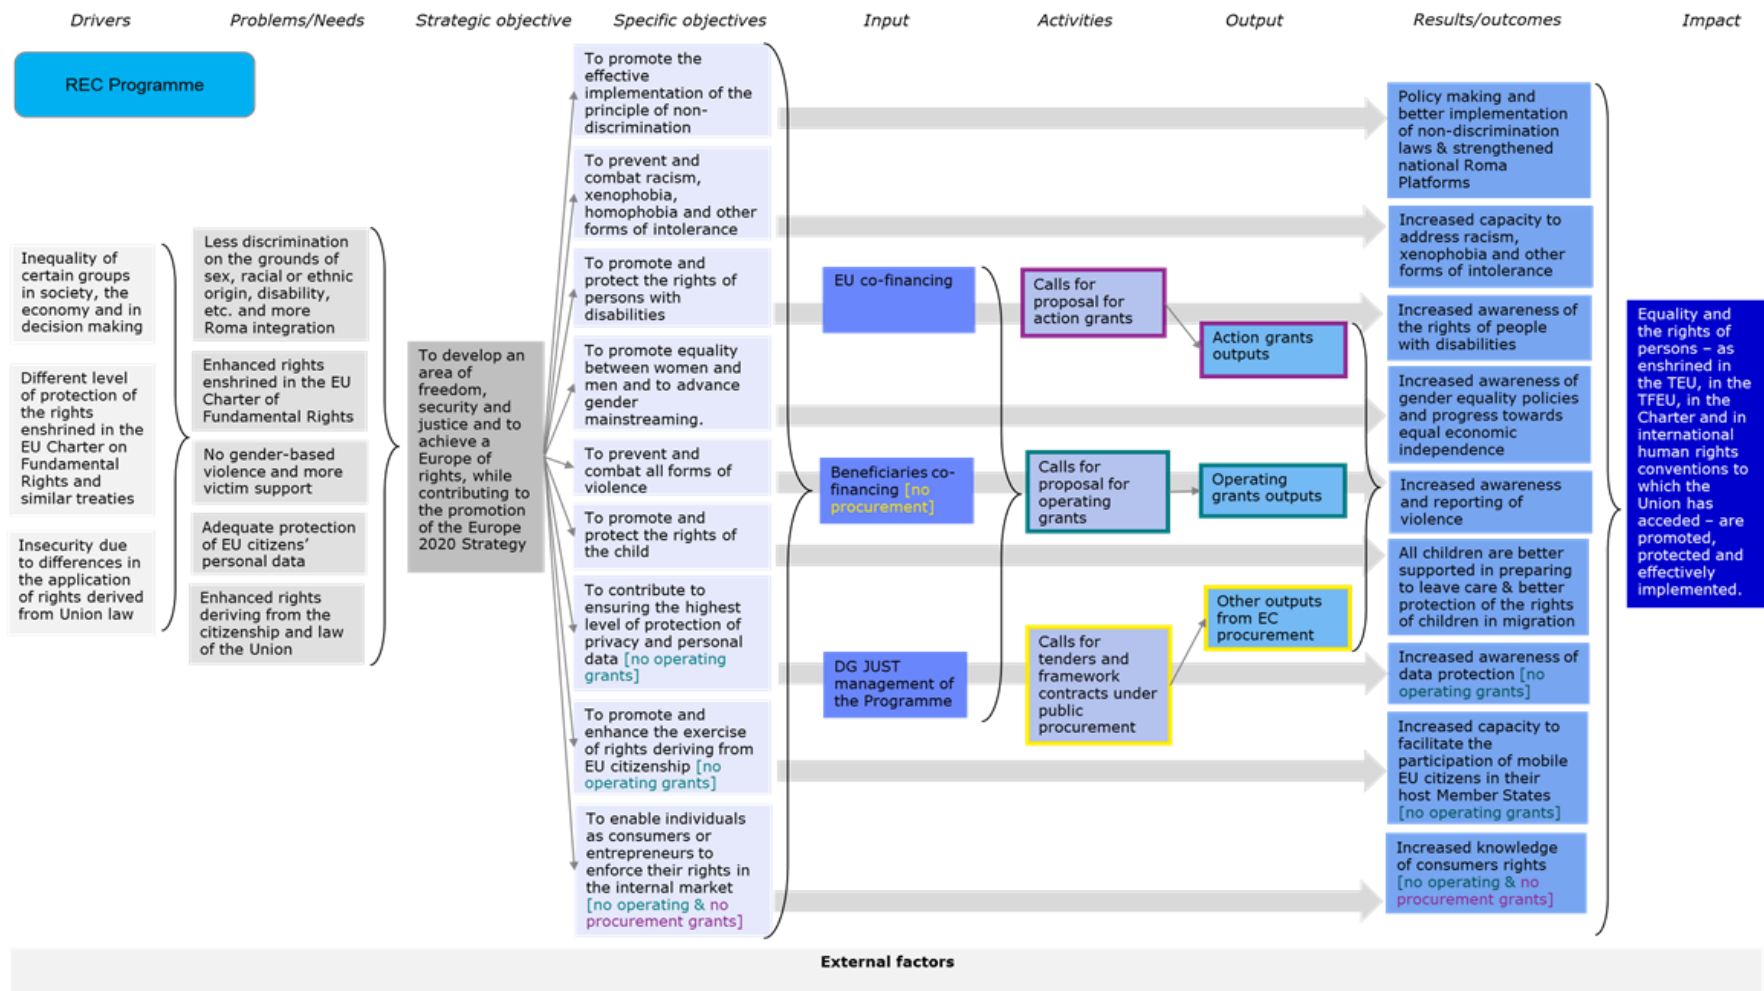 Drivers
Problems/Needs
Strategic objective
Specific objectives
Input
Activities
Output
Results/outcomes
Impact
REC Programme
Inequality of
certain groups
in society, the
economy and in
decision making
Different level
of protection of
the rights
enshrined in the
EU Charter on
Fundamental
Rights and
similar treaties
Insecurity due
to differences in
the application
of rights derived
from Union law
Less discrimination
on the grounds of
sex, racial or ethnic
origin, disability,
etc. and more
Roma integration
Enhanced rights
enshrined in the EU
Charter of
Fundamental Rights
No gender-based
violence and more
victim support
Adequate protection
of EU citizens’
personal data
Enhanced rights
deriving from the
citizenship and law
of the Union
To develop an
area of
freedom,
security and
justice and to
achieve a
Europe of
rights, while
contributing to
the promotion
of the Europe
2020 Strategy
To promote the
effective
implementation of the
principle of non-
discrimination
To prevent and
combat racism,
xenophobia,
homophobia and other
forms of intolerance
To promote and
protect the rights of
persons with
disabilities
To promote equality
between women and
men and to advance
gender
mainstreaming.
To prevent and
combat all forms of
violence
To promote and
protect the rights of
the child
To contribute to
ensuring the highest
level of protection of
privacy and personal
data [no operating
grants]
To promote and
enhance the exercise
of rights deriving from
EU citizenship [no
operating grants]
To enable individuals
as consumers or
entrepreneurs to
enforce their rights in
the internal market
[no operating & no
procurement grants]
EU co-financing
Beneficiaries co-
financing [no
procurement]
DG JUST
management of
the Programme
Calls for
proposal for
action grants
Calls for
proposal for
operating
grants
Calls for
tenders and
framework
contracts under
public
procurement
Action grants
outputs
Operating
grants outputs
Other outputs
from EC
procurement
Policy making and
better implementation
of non-discrimination
laws & strengthened
national Roma
Platforms
Increased capacity to
address racism,
xenophobia and other
forms of intolerance
Increased awareness of
the rights of people
with disabilities
Increased awareness of
gender equality policies
and progress towards
equal economic
independence
Increased awareness
and reporting of
violence
All children are better
supported in preparing
to leave care & better
protection of the rights
of children in migration
Increased awareness of
data protection [no
operating grants]
Increased capacity to
facilitate the
participation of mobile
EU citizens in their
host Member States
[no operating grants]
Increased knowledge
of consumers rights
[no operating & no
procurement grants]
Equality and
the rights of
persons – as
enshrined in
the TEU, in the
TFEU, in the
Charter and in
international
human rights
conventions to
which the
Union has
acceded – are
promoted,
protected and
effectively
implemented.
External factors